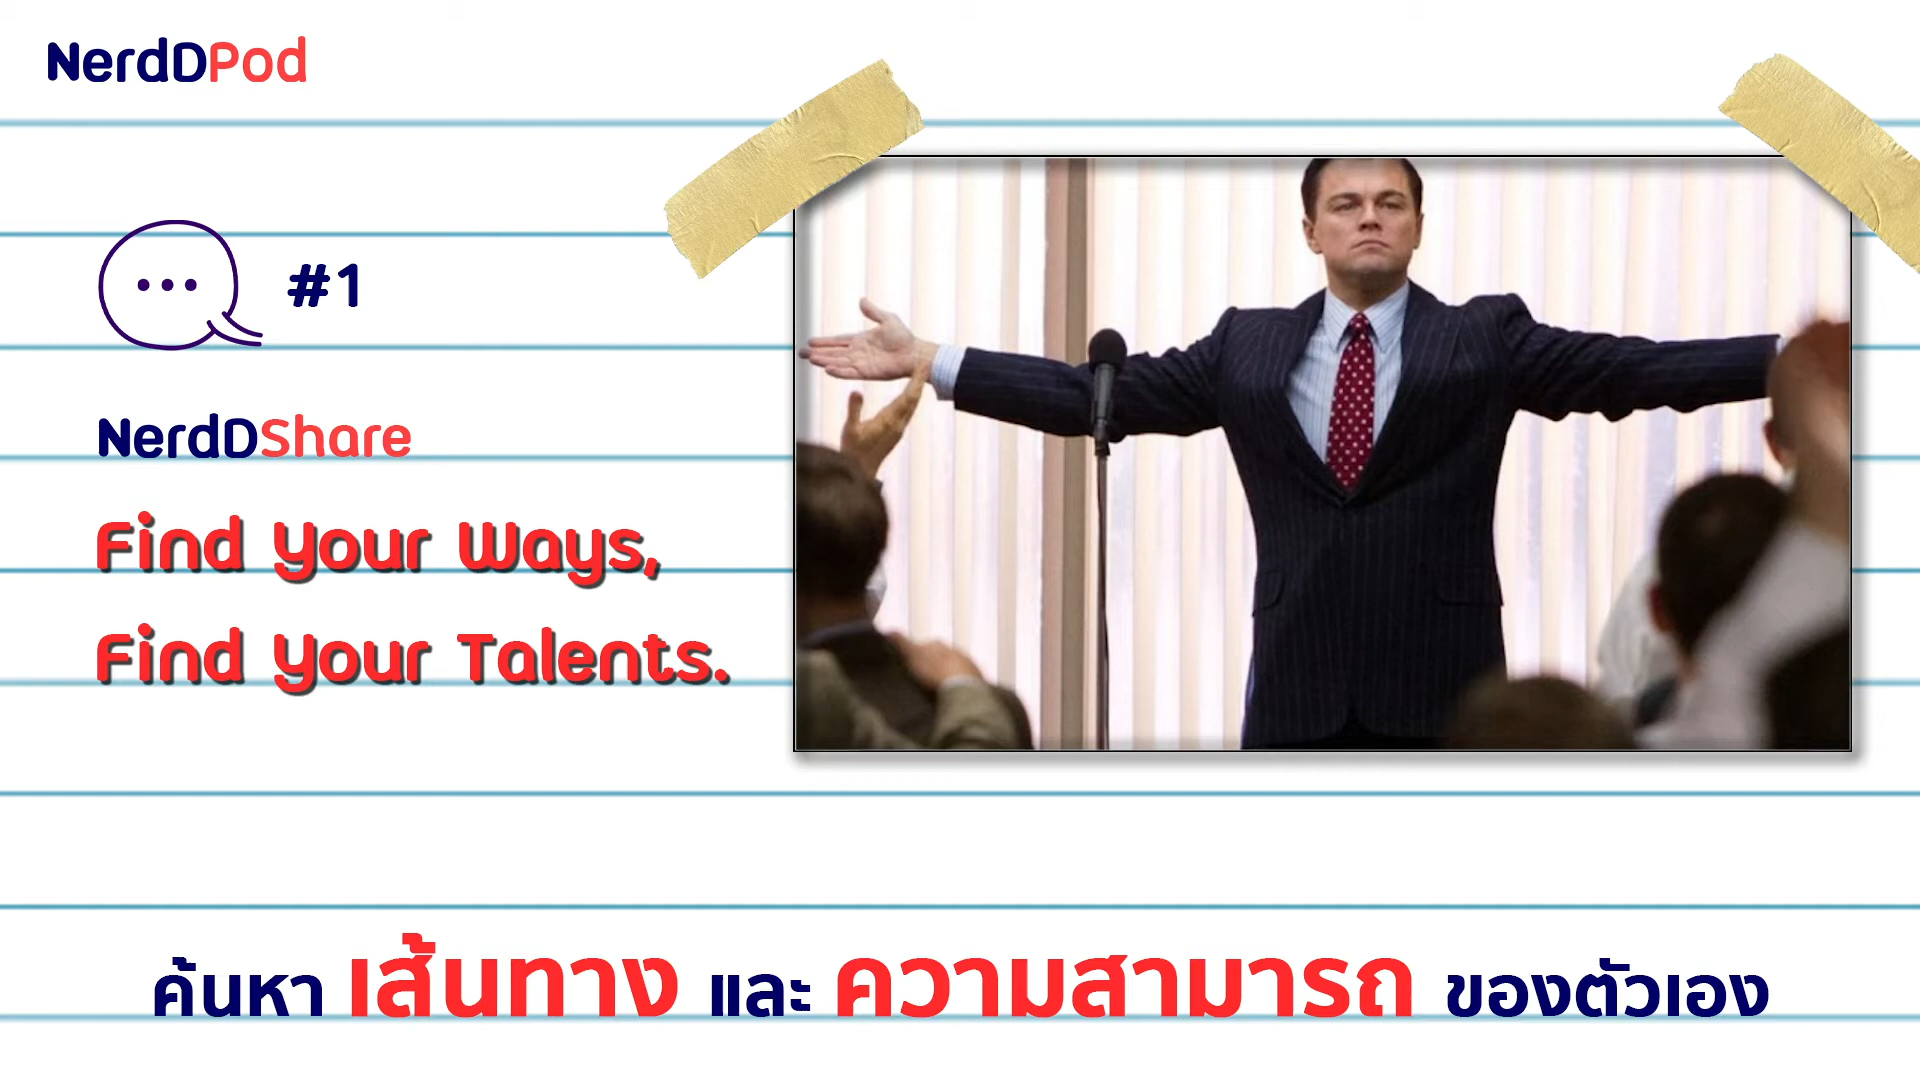 NerdDPod
#1
NerdDShare
Find Your Ways,
Find Your Talents.
ค้นหา เส้นทาง และ ความสามารถ ของตัวเอง